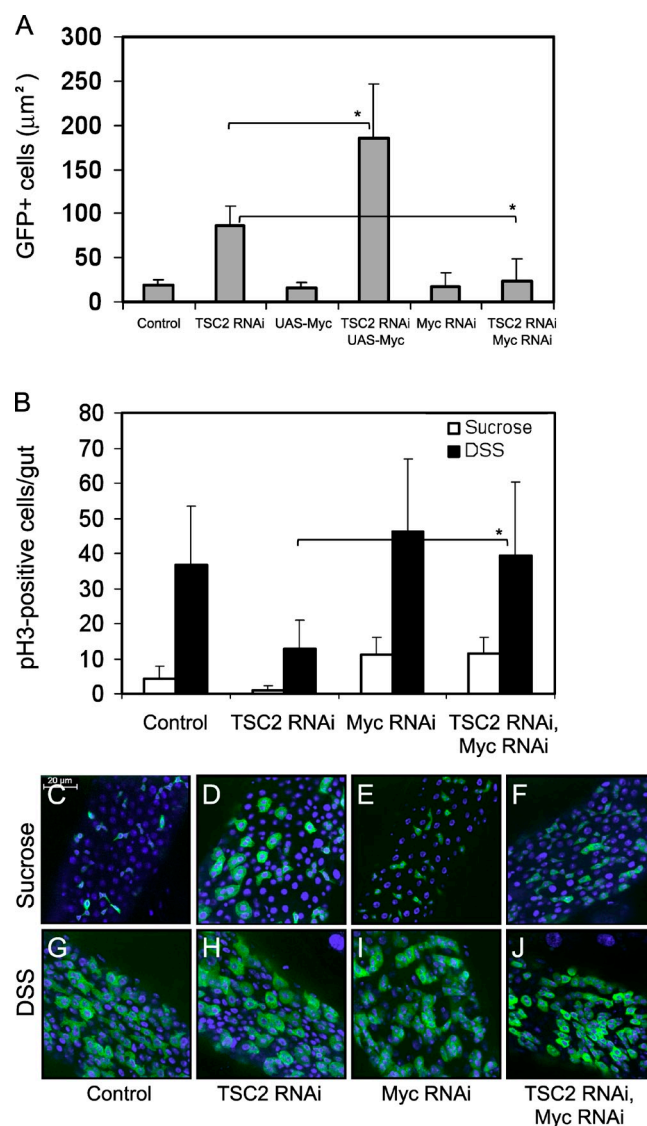 A
GFP+ cells (μm²)
300
250
200
150
100
50
0
*
*
Control
TSC2 RNAi
UAS-Myc
TSC2 RNAi
UAS-Myc
Myc RNAi
TSC2 RNAi
Myc RNAi
B
pH3-positive cells/gut
80
70
60
50
40
30
20
10
0
Sucrose
DSS
*
Control
TSC2 RNAi
Myc RNAi
TSC2 RNAi,
Myc RNAi
20 μm
C
D
E
F
Sucrose
G
H
I
J
DSS
Control
TSC2 RNAi
Myc RNAi
TSC2 RNAi,
Myc RNAi